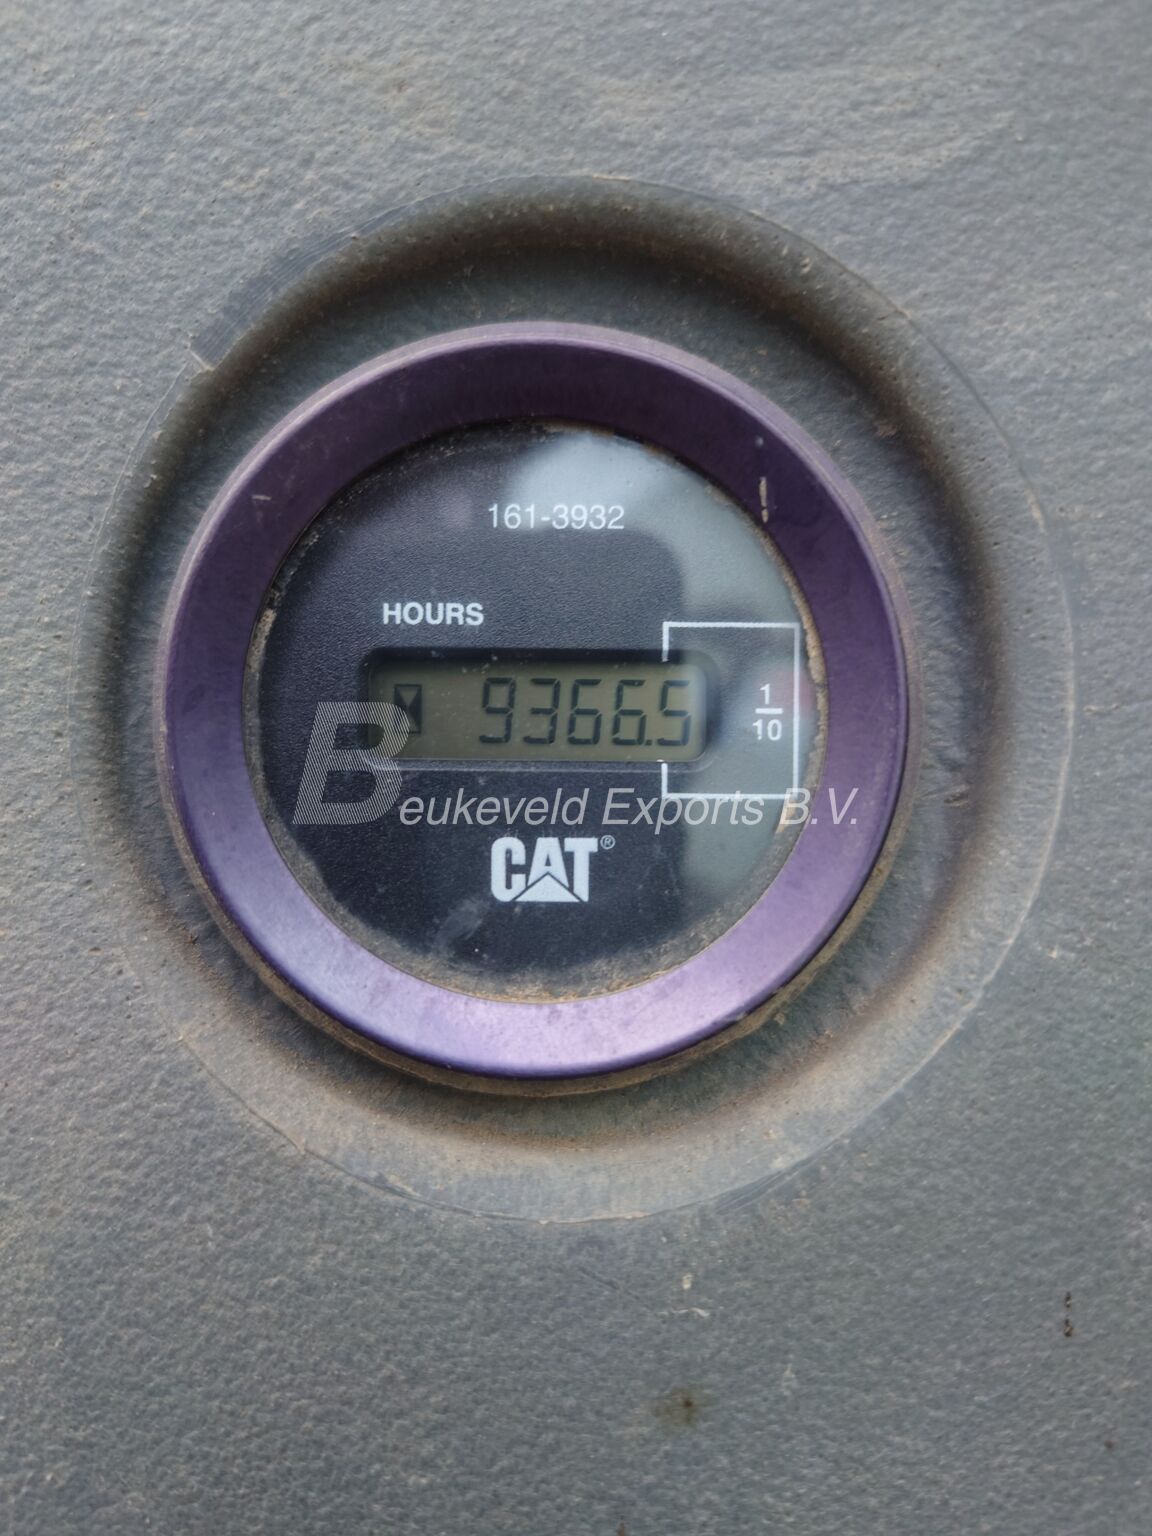 161-3932
HOURS
9366.5
1
10
Beukeveld Exports B.V.
CAT®